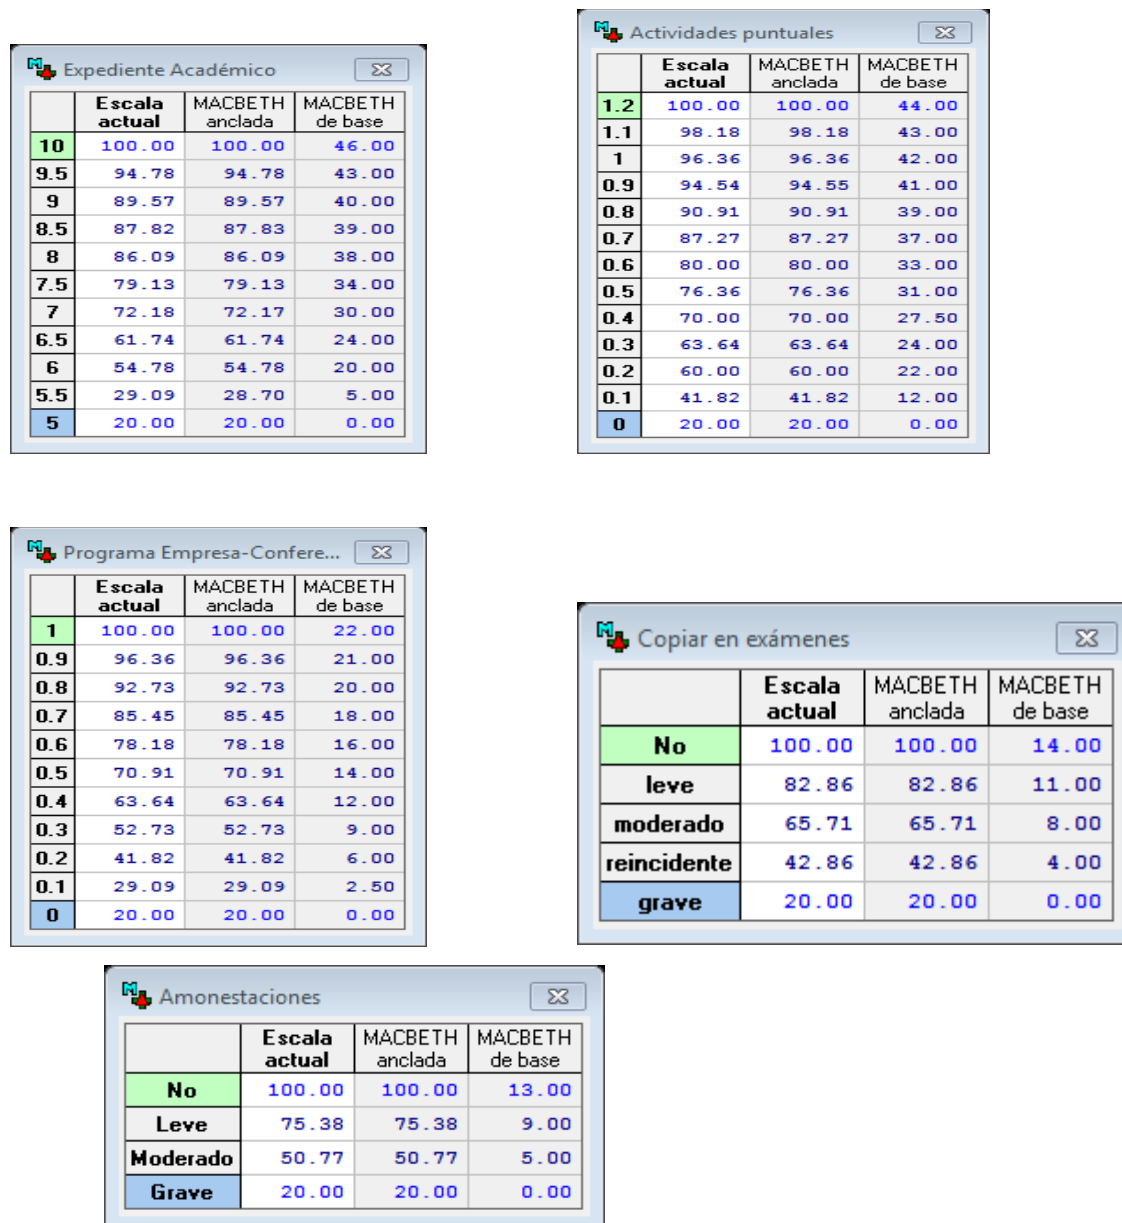 Expediente Académico
Escala actual MACBETH anclada MACBETH de base
10 100.00 100.00 46.00
9.5 94.78 94.78 43.00
9 89.57 89.57 40.00
8.5 87.82 87.83 39.00
8 86.09 86.09 38.00
7.5 79.13 79.13 34.00
7 72.18 72.17 30.00
6.5 61.74 61.74 24.00
6 54.78 54.78 20.00
5.5 29.09 28.70 5.00
5 20.00 20.00 0.00
Actividades puntuales
Escala actual MACBETH anclada MACBETH de base
1.2 100.00 100.00 44.00
1.1 98.18 98.18 43.00
1 96.36 96.36 42.00
0.9 94.54 94.55 41.00
0.8 90.91 90.91 39.00
0.7 87.27 87.27 37.00
0.6 80.00 80.00 33.00
0.5 76.36 76.36 31.00
0.4 70.00 70.00 27.50
0.3 63.64 63.64 24.00
0.2 60.00 60.00 22.00
0.1 41.82 41.82 12.00
0 20.00 20.00 0.00
Programa Empresa-Confere...
Escala actual MACBETH anclada MACBETH de base
1 100.00 100.00 22.00
0.9 96.36 96.36 21.00
0.8 92.73 92.73 20.00
0.7 85.45 85.45 18.00
0.6 78.18 78.18 16.00
0.5 70.91 70.91 14.00
0.4 63.64 63.64 12.00
0.3 52.73 52.73 9.00
0.2 41.82 41.82 6.00
0.1 29.09 29.09 2.50
0 20.00 20.00 0.00
Copiar en exámenes
Escala actual MACBETH anclada MACBETH de base
No 100.00 100.00 14.00
leve 82.86 82.86 11.00
moderado 65.71 65.71 8.00
reincidente 42.86 42.86 4.00
grave 20.00 20.00 0.00
Amonestaciones
Escala actual MACBETH anclada MACBETH de base
No 100.00 100.00 13.00
Leve 75.38 75.38 9.00
Moderado 50.77 50.77 5.00
Grave 20.00 20.00 0.00